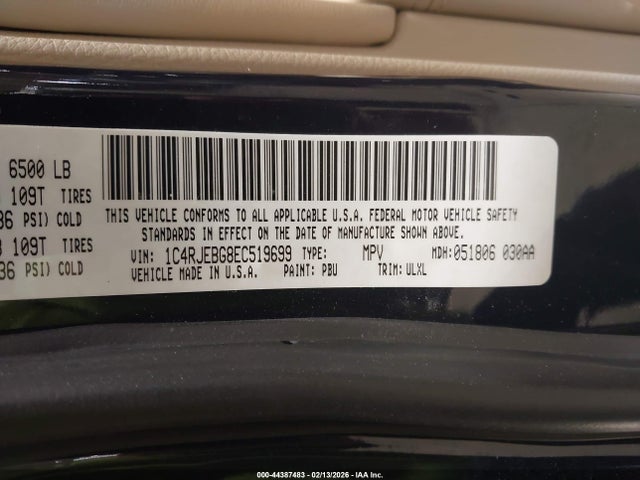 6500 LB
109T TIRES
36 PSI) COLD
109T TIRES
36 PSI) COLD
THIS VEHICLE CONFORMS TO ALL APPLICABLE U.S.A. FEDERAL MOTOR VEHICLE SAFETY
STANDARDS IN EFFECT ON THE DATE OF MANUFACTURE SHOWN ABOVE.
VIN: 1C4RJEBG8EC519699 TYPE: MPV MDH: 051806 030AA
VEHICLE MADE IN U.S.A. PAINT: PBU TRIM: ULXL
000-44387483 - 02/13/2026 - IAA Inc.